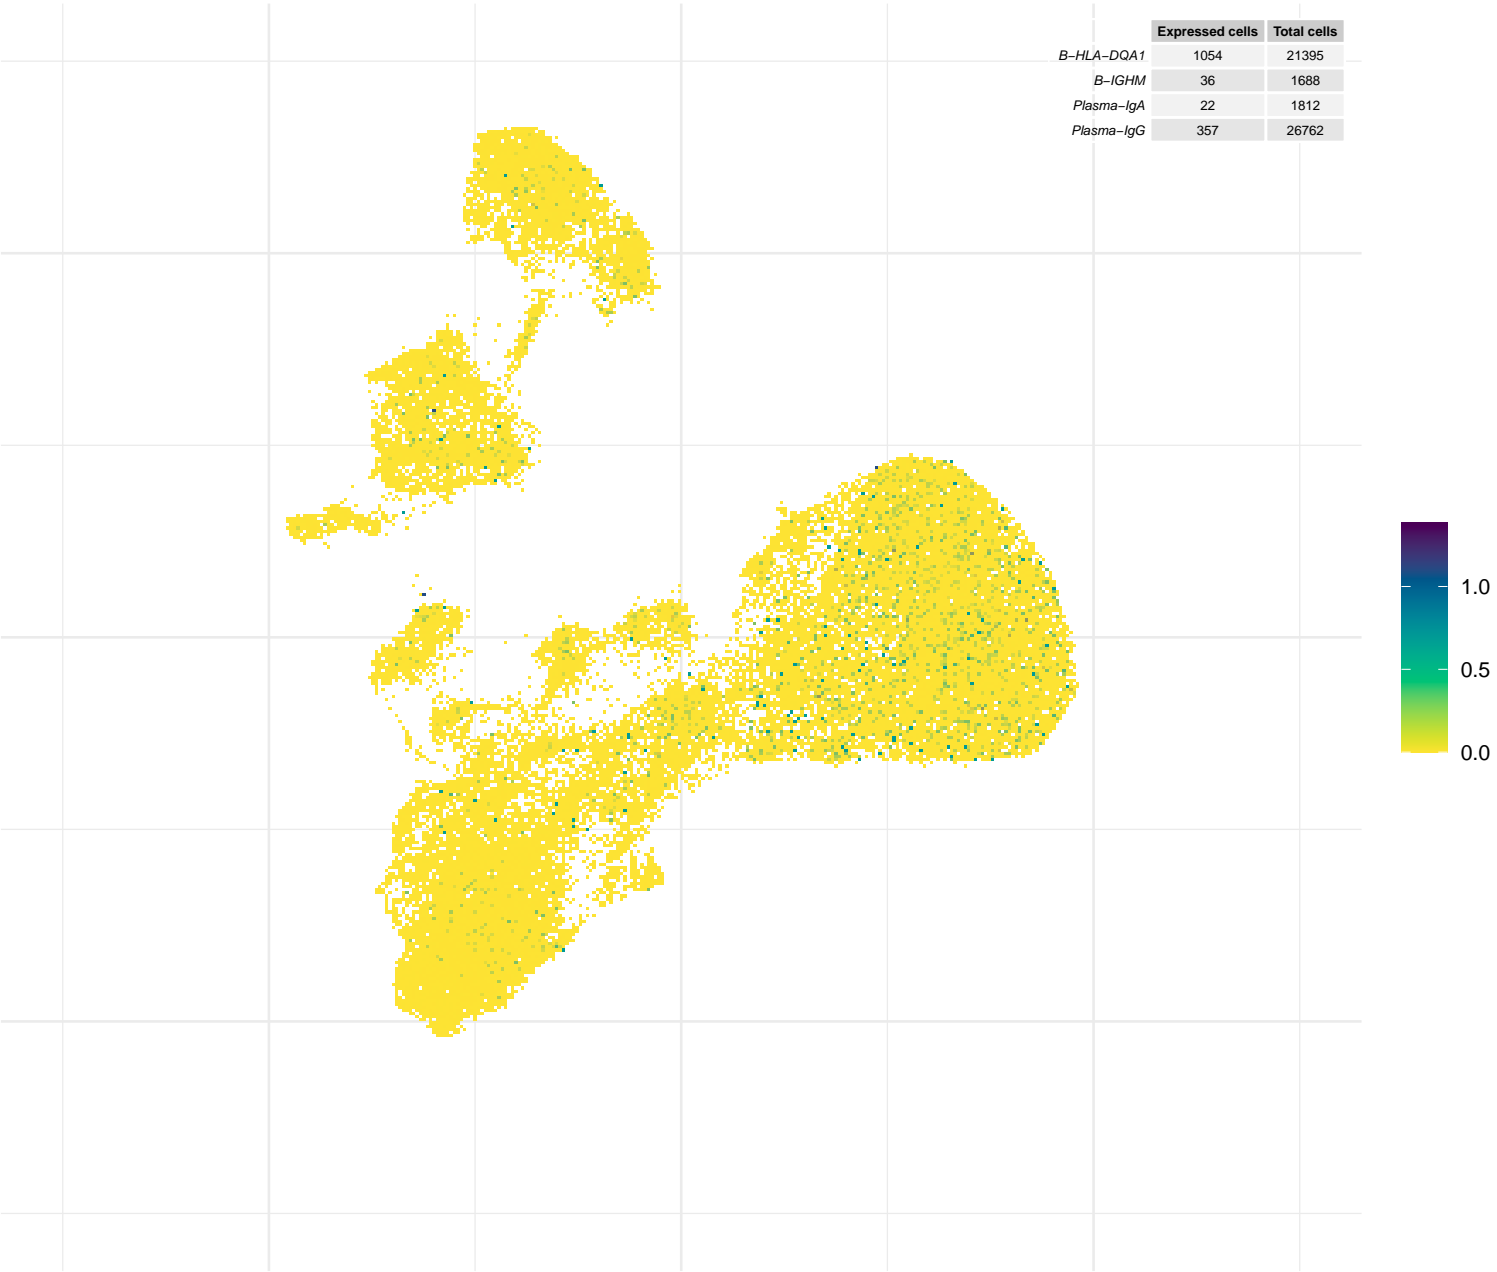 Expressed cells Total cells
B−HLA−DQA1 1054 21395
B−IGHM 36 1688
Plasma−IgA 22 1812
Plasma−IgG 357 26762
1.0
0.5
0.0